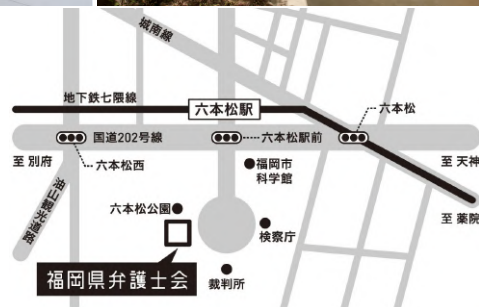 城南線
地下鉄七隈線
六本松駅
六本松
国道202号線
六本松駅前
至 別府
六本松西
福岡市
科学館
至 天神
油山観光道路
六本松公園
至 薬院
検察庁
福岡県弁護士会
裁判所